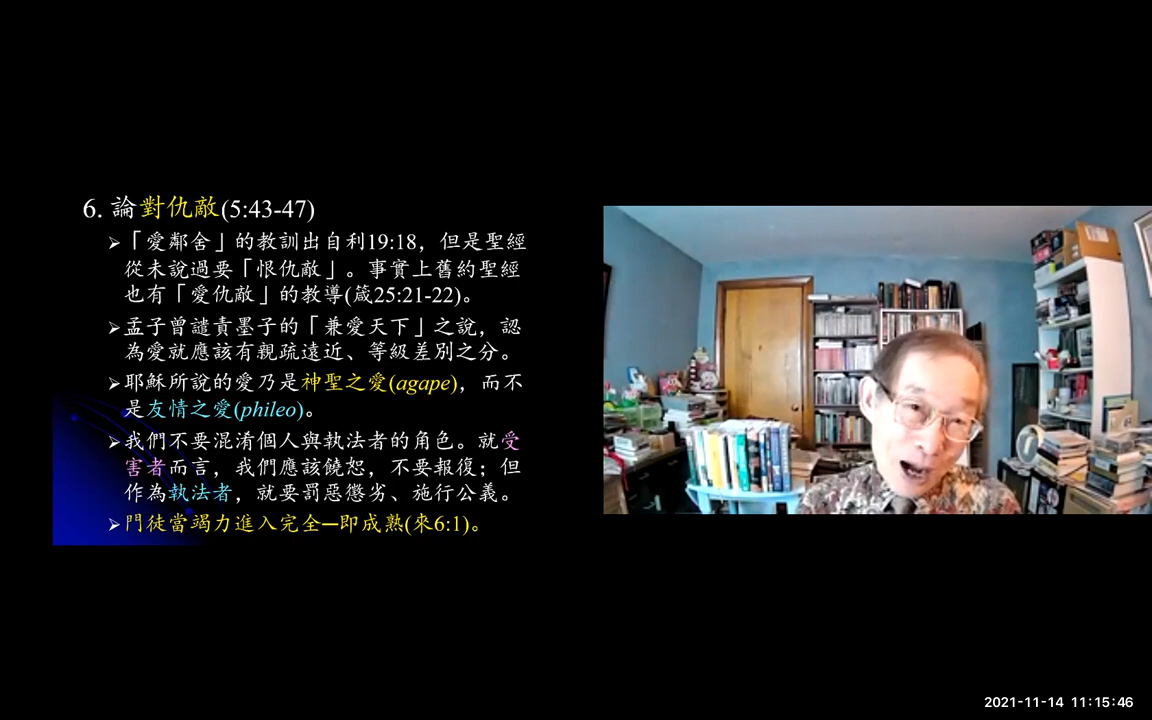 6. 論對仇敵(5:43-47)
➢「愛鄰舍」的教訓出自利19:18，但是聖經
從未說過要「恨仇敵」。事實上舊約聖經
也有「愛仇敵」的教導(箴25:21-22)。
➢孟子曾譴責墨子的「兼愛天下」之說，認
為愛就應該有親疏遠近、等級差別之分。
➢耶穌所說的愛乃是神聖之愛(agape)，而不
是友情之愛(phileo)。
➢我們不要混淆個人與執法者的角色。就受
害者而言，我們應該饒恕，不要報復；但
作為執法者，就要罰惡懲劣、施行公義。
➢門徒當竭力進入完全─即成熟(來6:1)。
2021-11-14 11:15:46